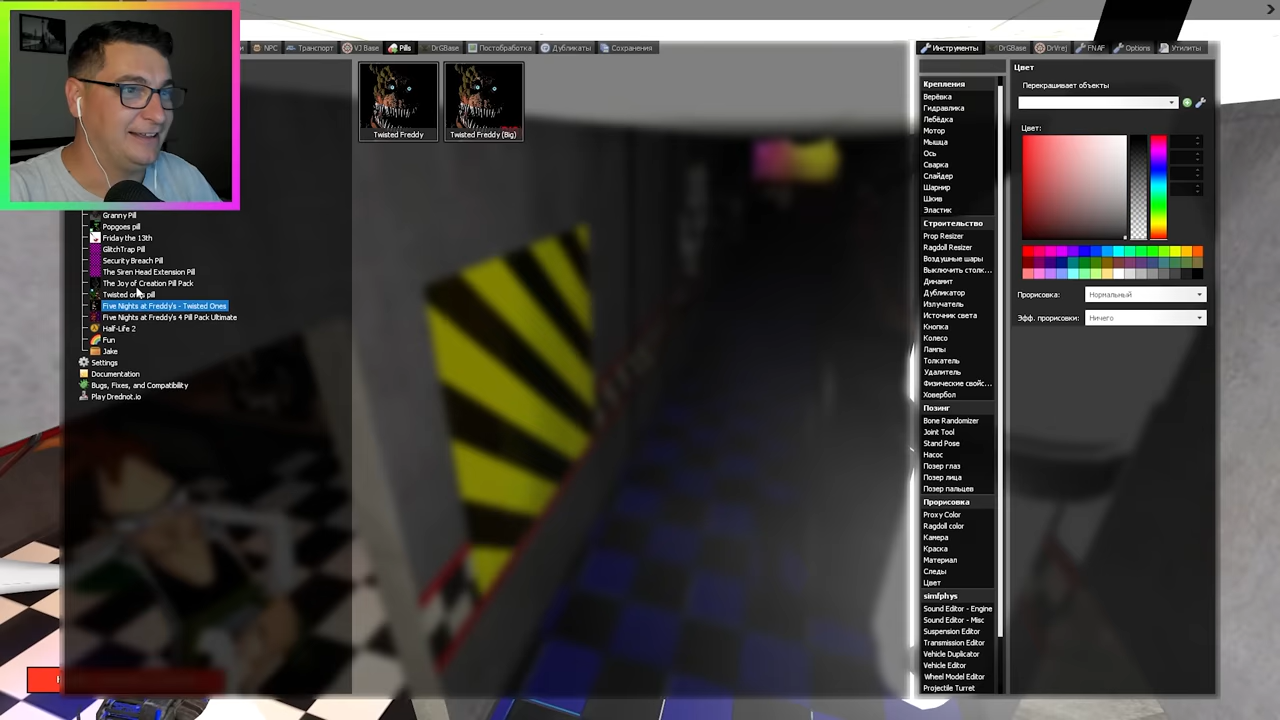 NPC
Транспорт
VJ Base
Pills
DrGBase
Постобработка
Дубликаты
Сохранения
Twisted Freddy
Twisted Freddy (Big)
Granny Pill
Popgoes pill
Friday the 13th
GlitchTrap Pill
Security Breach Pill
The Siren Head Extension Pill
The Joy of Creation Pill Pack
Twisted ones pill
Five Nights at Freddy's - Twisted Ones
Five Nights at Freddy's 4 Pill Pack Ultimate
Half-Life 2
Fun
Jake
Settings
Documentation
Bugs, Fixes, and Compatibility
Play Drednot.io
Инструменты
DrGBase
DrVrej
FNAF
Options
Утилиты
Крепления
Верёвка
Гидравлика
Лебёдка
Мотор
Мышца
Ось
Сварка
Слайдер
Шарнир
Шкив
Эластик
Строительство
Prop Resizer
Ragdoll Resizer
Воздушные шары
Выключить столк...
Динамит
Дубликатор
Излучатель
Источник света
Кнопка
Колесо
Лампы
Толкатель
Удалитель
Физические свойс...
Ховербол
Позинг
Bone Randomizer
Joint Tool
Stand Pose
Насос
Позер глаз
Позер лица
Позер пальцев
Прорисовка
Proxy Color
Ragdoll color
Камера
Краска
Материал
Следы
Цвет
simfphys
Sound Editor - Engine
Sound Editor - Misc
Suspension Editor
Transmission Editor
Vehicle Duplicator
Vehicle Editor
Wheel Model Editor
Projectile Turret
Цвет
Перекрашивает объекты
Цвет:
Прорисовка:
Нормальный
Эфф. прорисовки:
Ничего